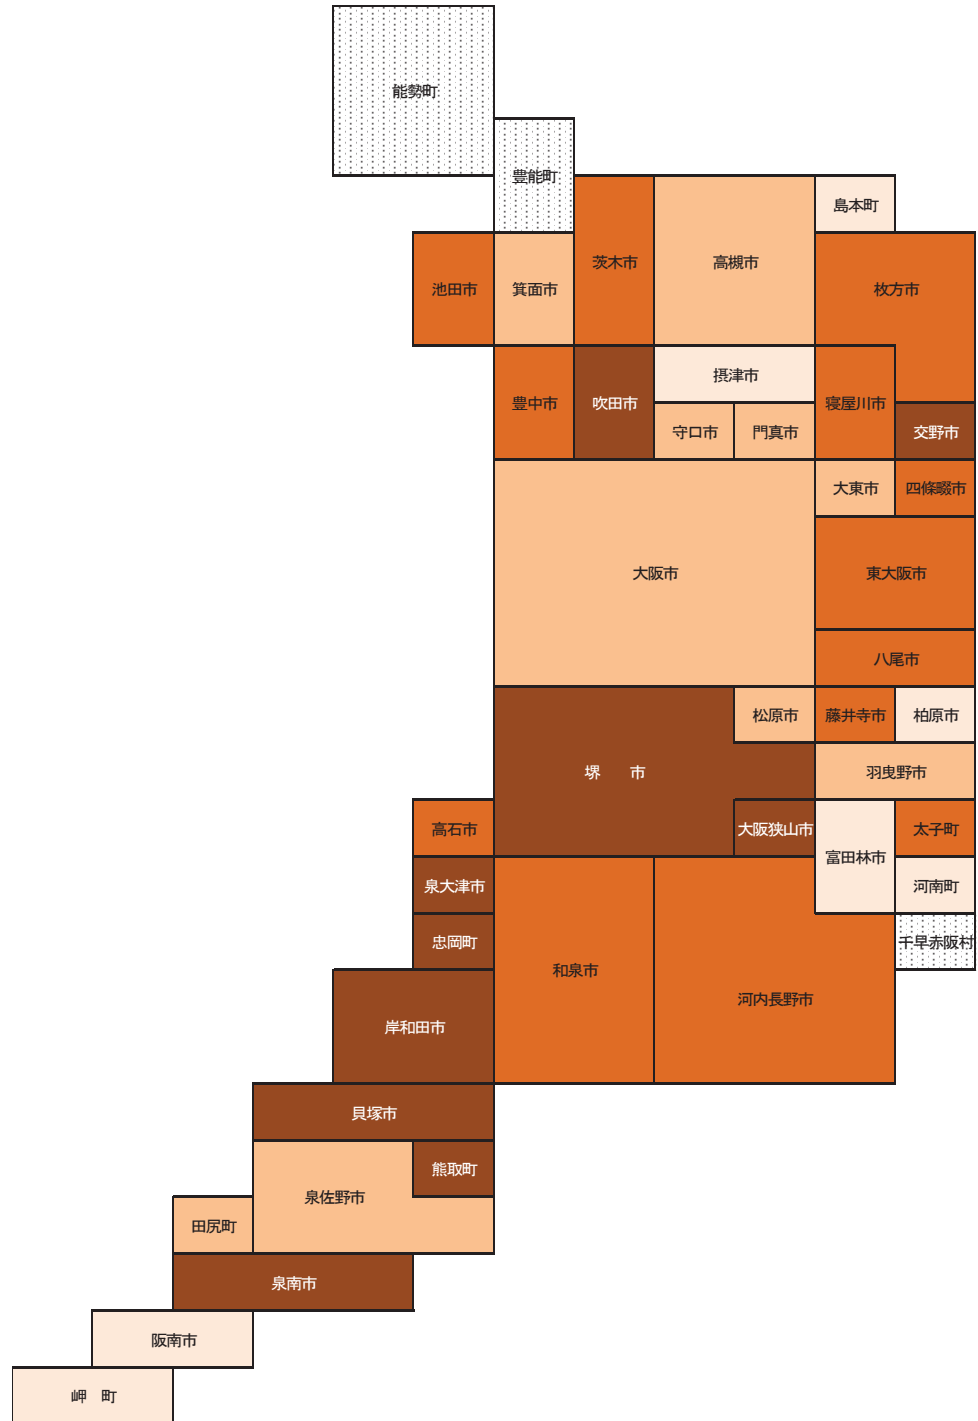 能勢町
豊能町
島本町
茨木市
高槻市
池田市
箕面市
枚方市
摂津市
豊中市
吹田市
寝屋川市
守口市
門真市
交野市
大東市
四條畷市
大阪市
東大阪市
八尾市
松原市
藤井寺市
柏原市
堺　市
羽曳野市
高石市
大阪狭山市
太子町
富田林市
泉大津市
河南町
忠岡町
千早赤阪村
和泉市
河内長野市
岸和田市
貝塚市
熊取町
泉佐野市
田尻町
泉南市
阪南市
岬　町